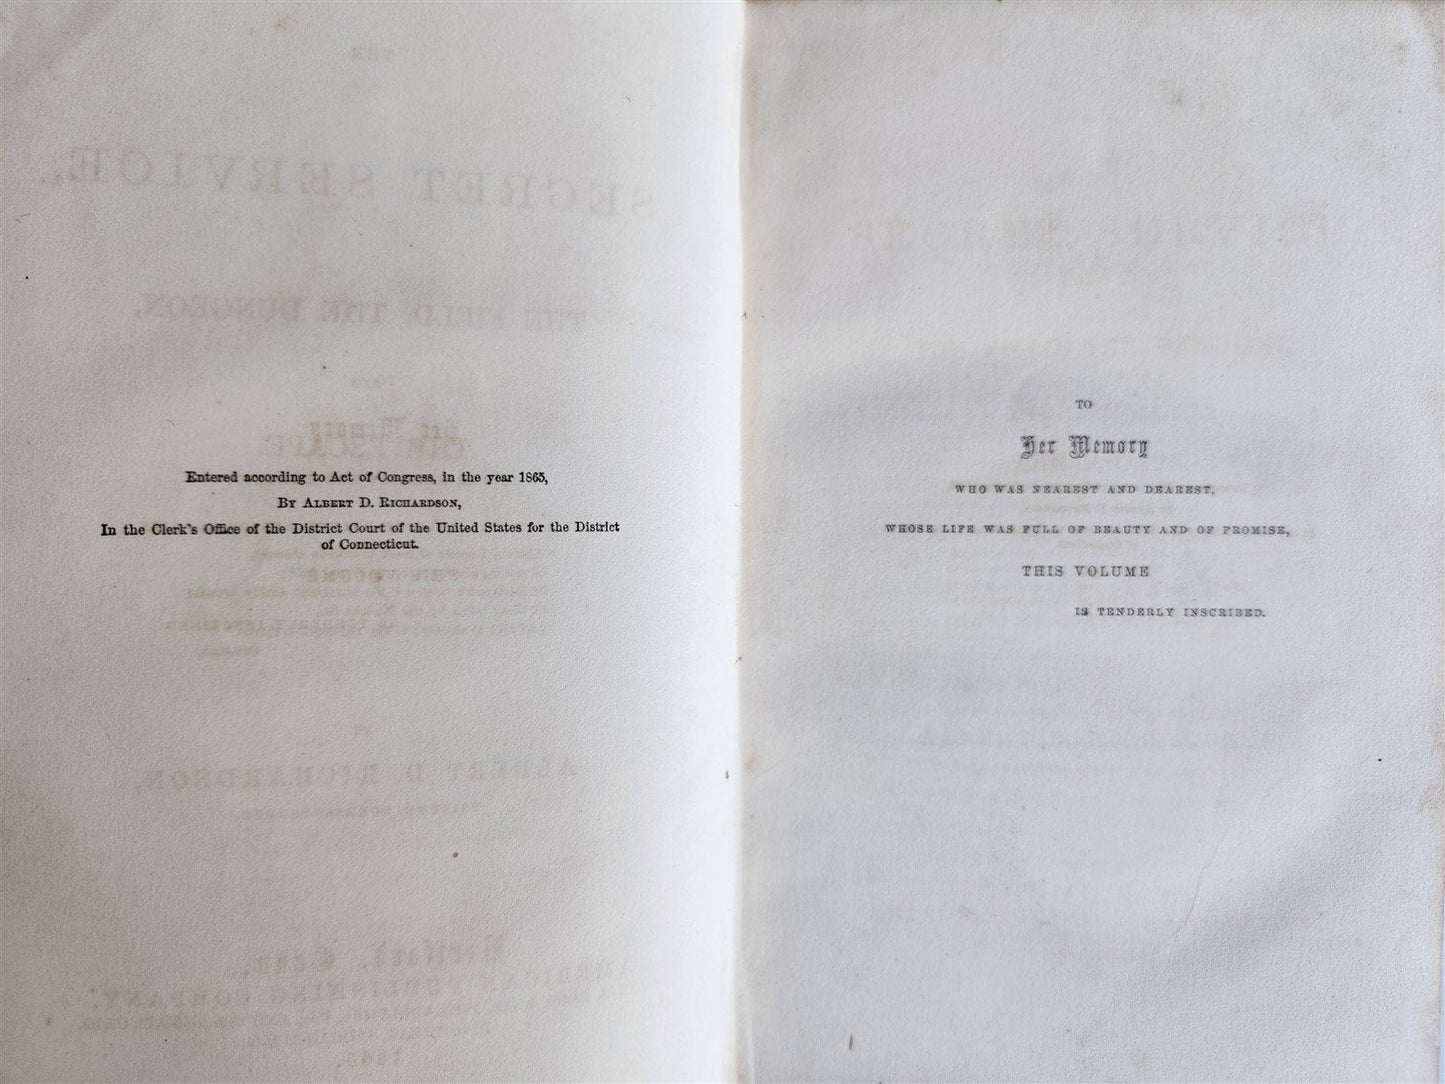 Entered according to Act of Congress, in the year 1865,
By Albert D. Richardson,
In the Clerk's Office of the District Court of the United States for the District
of Connecticut.
TO
Her Memory
WHO WAS NEAREST AND DEAREST,
WHOSE LIFE WAS FULL OF BEAUTY AND OF PROMISE,
THIS VOLUME
IS TENDERLY INSCRIBED.